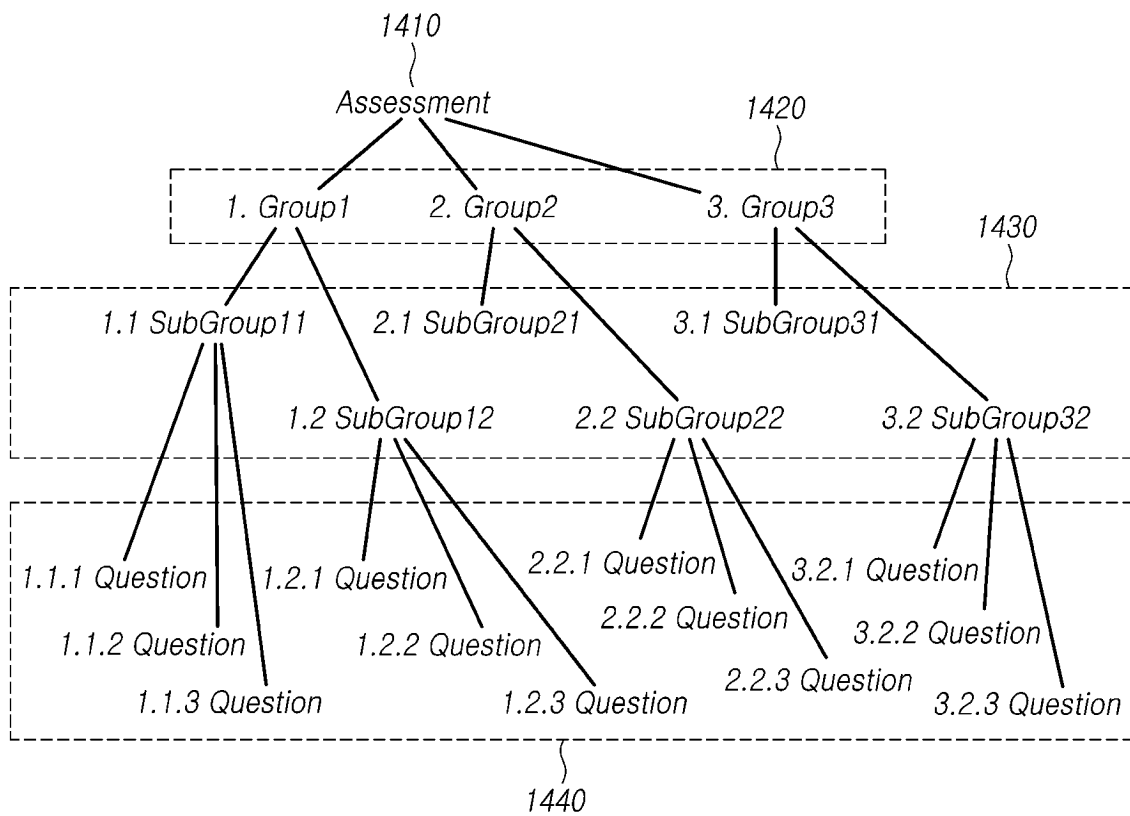 1410
Assessment
1420
1. Group1 2. Group2 3. Group3
1430
1.1 SubGroup11 2.1 SubGroup21 3.1 SubGroup31
1.2 SubGroup12 2.2 SubGroup22 3.2 SubGroup32
1.1.1 Question 1.2.1 Question 2.2.1 Question 3.2.1 Question
1.1.2 Question 1.2.2 Question 2.2.2 Question 3.2.2 Question
1.1.3 Question 1.2.3 Question 2.2.3 Question 3.2.3 Question
1440